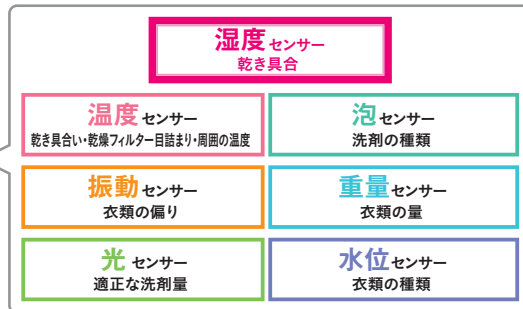 湿度センサー
乾き具合
温度センサー
乾き具合い・乾燥フィルター目詰まり・周囲の温度
泡センサー
洗剤の種類
振動センサー
衣類の偏り
重量センサー
衣類の量
光センサー
適正な洗剤量
水位センサー
衣類の種類